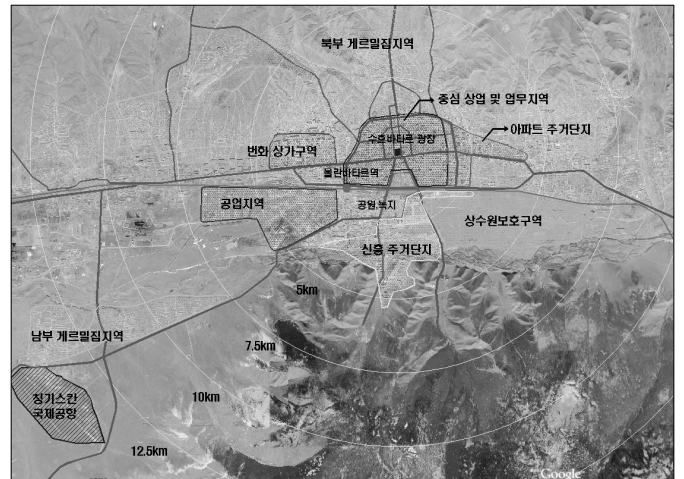 북부 게르밀집지역
중심 상업 및 업무지역
수흐바타르 광장
아파트 주거단지
번화 상가구역
울란바타르역
공업지역
공원,녹지
상수원보호구역
신흥 주거단지
5km
남부 게르밀집지역
7.5km
칭기스칸
국제공항
10km
12.5km
Google